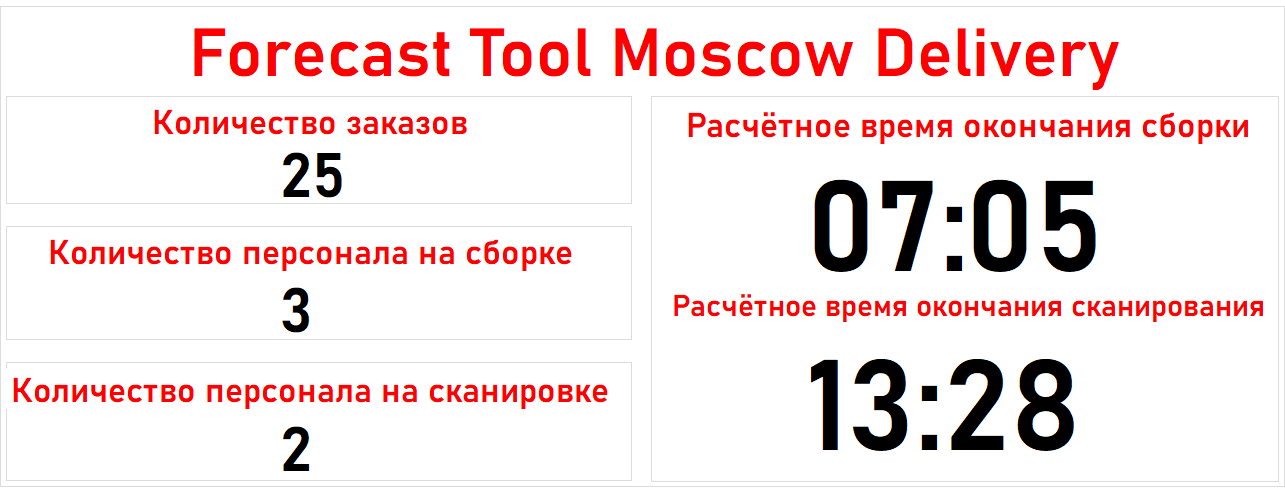 Forecast Tool Moscow Delivery
Количество заказов
25
Количество персонала на сборке
3
Количество персонала на сканировке
2
Расчётное время окончания сборки
07:05
Расчётное время окончания сканирования
13:28